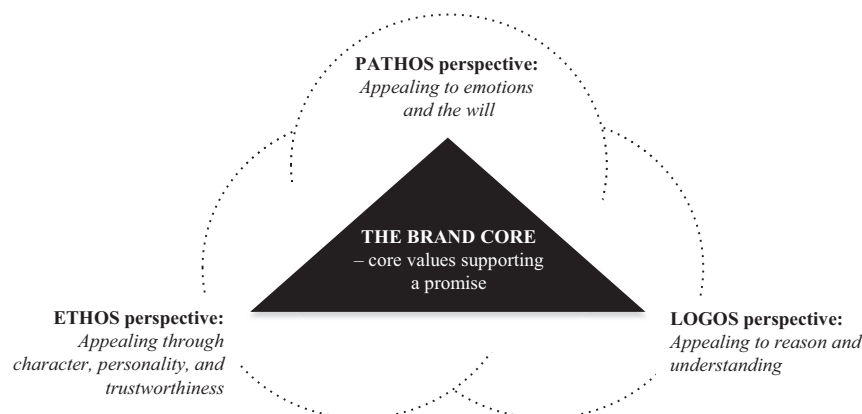 PATHOS perspective:
Appealing to emotions
and the will
THE BRAND CORE
– core values supporting
a promise
ETHOS perspective:
Appealing through
character, personality, and
trustworthiness
LOGOS perspective:
Appealing to reason and
understanding